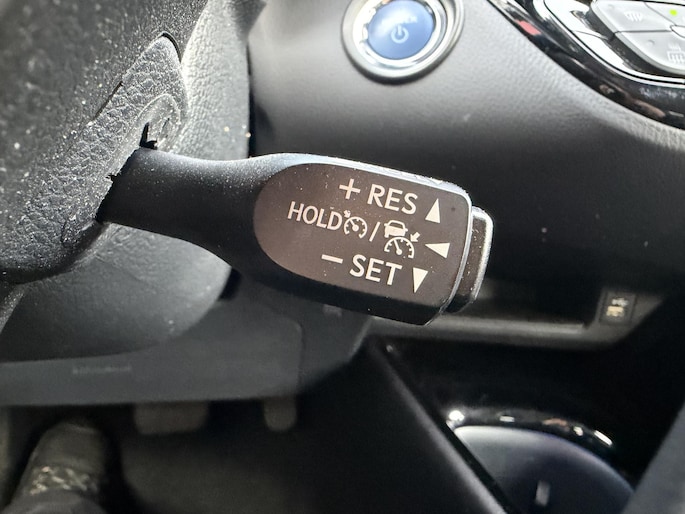 + RES
HOLD /
− SET